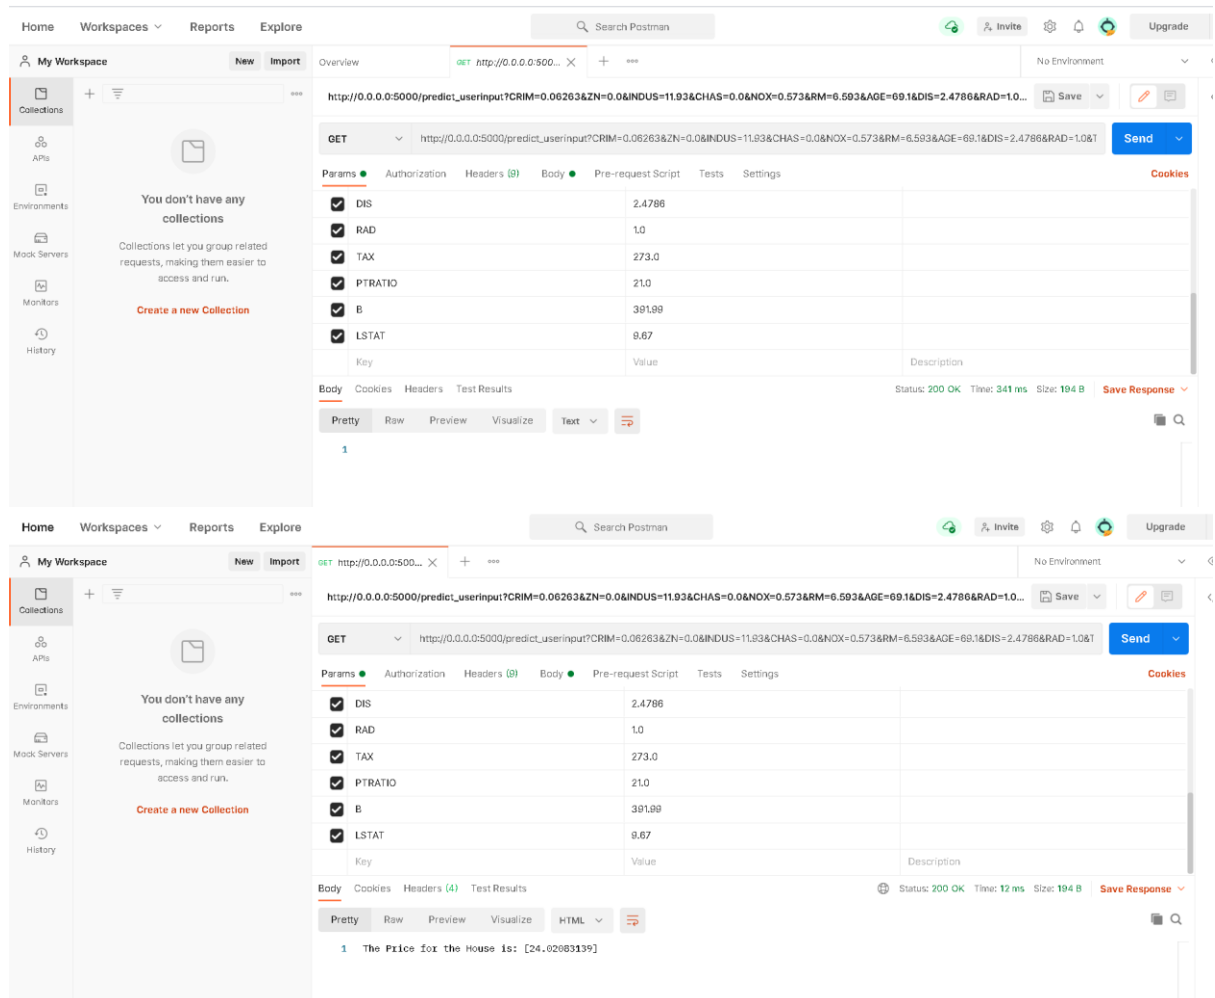 Home Workspaces Reports Explore Search Postman Invite Upgrade
My Workspace New Import Overview GET http://0.0.0.0:500... No Environment
Collections
http://0.0.0.0:5000/predict_userinput?CRIM=0.06263&ZN=0.0&INDUS=11.93&CHAS=0.0&NOX=0.573&RM=6.593&AGE=69.1&DIS=2.4786&RAD=1.0... Save
GET http://0.0.0.0:5000/predict_userinput?CRIM=0.06263&ZN=0.0&INDUS=11.93&CHAS=0.0&NOX=0.573&RM=6.593&AGE=69.1&DIS=2.4786&RAD=1.0&T Send
APIs
Params Authorization Headers (9) Body Pre-request Script Tests Settings Cookies
Environments
You don't have any
collections
DIS 2.4786
RAD 1.0
Mock Servers
Collections let you group related
requests, making them easier to
access and run.
TAX 273.0
PTRATIO 21.0
Monitors
Create a new Collection
B 391.99
LSTAT 9.67
History
Key Value Description
Body Cookies Headers Test Results Status: 200 OK Time: 341 ms Size: 194 B Save Response
Pretty Raw Preview Visualize Text
1
Home Workspaces Reports Explore Search Postman Invite Upgrade
My Workspace New Import GET http://0.0.0.0:500... No Environment
Collections
http://0.0.0.0:5000/predict_userinput?CRIM=0.06263&ZN=0.0&INDUS=11.93&CHAS=0.0&NOX=0.573&RM=6.593&AGE=69.1&DIS=2.4786&RAD=1.0... Save
GET http://0.0.0.0:5000/predict_userinput?CRIM=0.06263&ZN=0.0&INDUS=11.93&CHAS=0.0&NOX=0.573&RM=6.593&AGE=69.1&DIS=2.4786&RAD=1.0&T Send
APIs
Params Authorization Headers (9) Body Pre-request Script Tests Settings Cookies
Environments
You don't have any
collections
DIS 2.4786
RAD 1.0
Mock Servers
Collections let you group related
requests, making them easier to
access and run.
TAX 273.0
PTRATIO 21.0
Monitors
Create a new Collection
B 391.99
LSTAT 9.67
History
Key Value Description
Body Cookies Headers (4) Test Results Status: 200 OK Time: 12 ms Size: 194 B Save Response
Pretty Raw Preview Visualize HTML
1 The Price for the House is: [24.02083139]